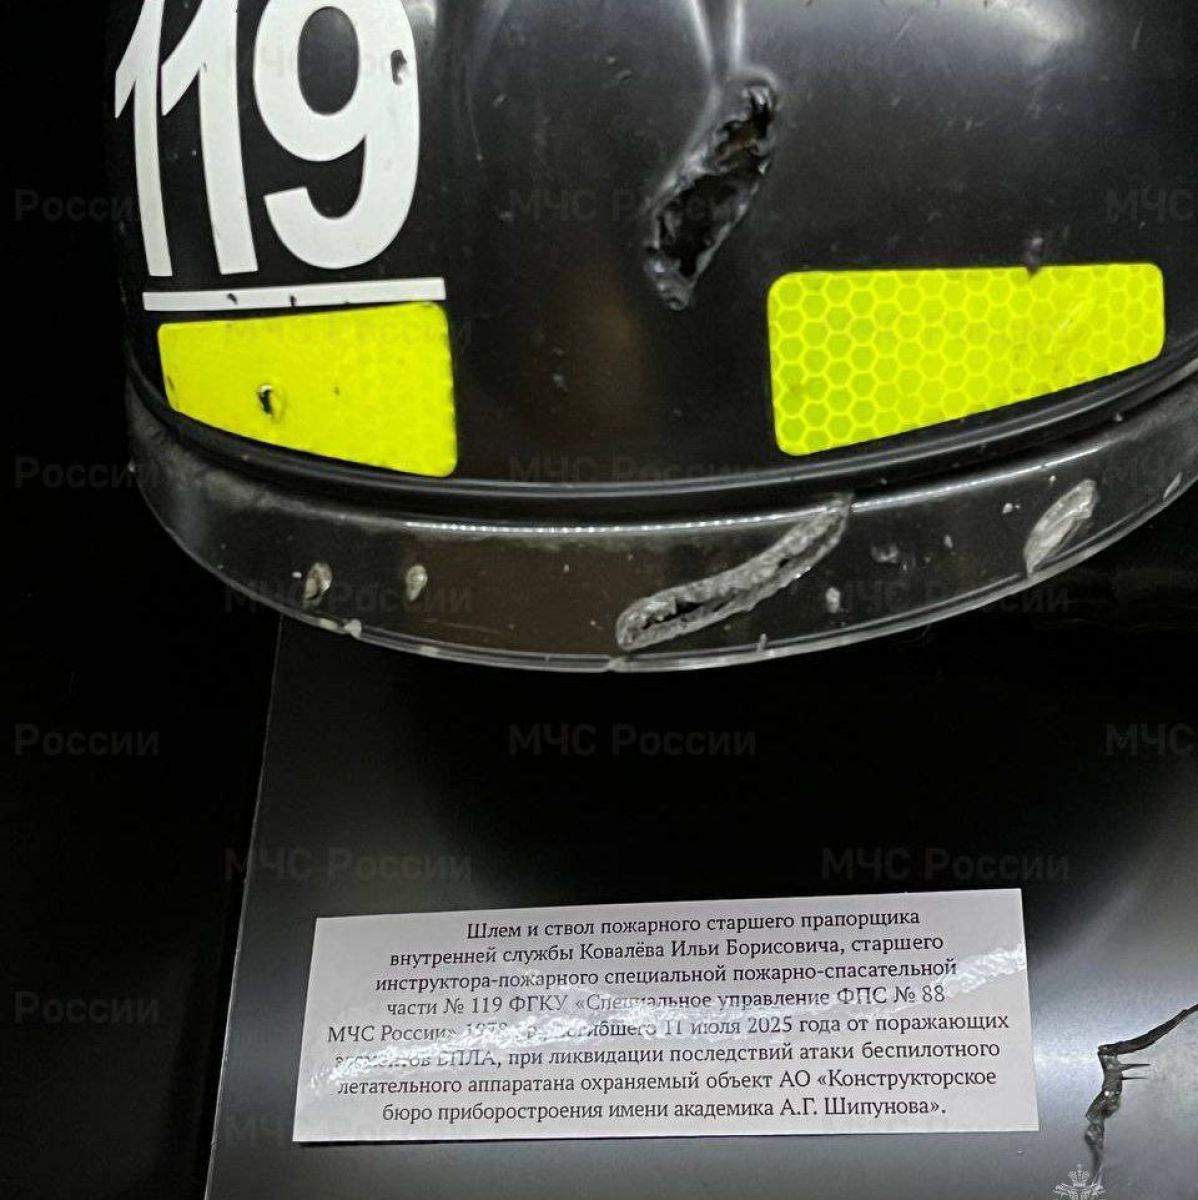 119
Шлем и ствол пожарного старшего прапорщика
внутренней службы Ковалёва Ильи Борисовича, старшего
инструктора-пожарного специальной пожарно-спасательной
части № 119 ФГКУ «Специальное управление ФПС № 88
МЧС России» погибшего 11 июля 2025 года от поражающих
БПЛА, при ликвидации последствий атаки беспилотного
летательного аппаратана охраняемый объект АО «Конструкторское
бюро приборостроения имени академика А.Г. Шипунова».
МЧС России